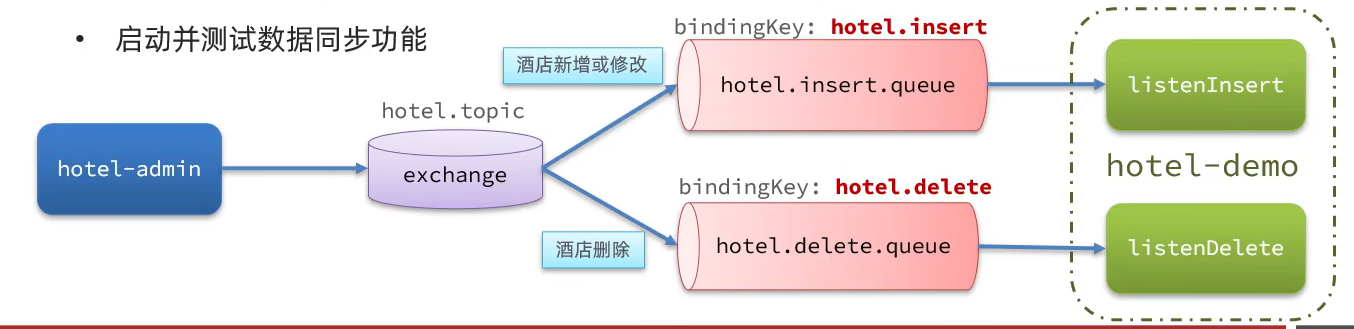 • 启动并测试数据同步功能
bindingKey: hotel.insert
酒店新增或修改
hotel.insert.queue
listenInsert
hotel.topic
hotel-admin
exchange
hotel-demo
bindingKey: hotel.delete
酒店删除
hotel.delete.queue
listenDelete